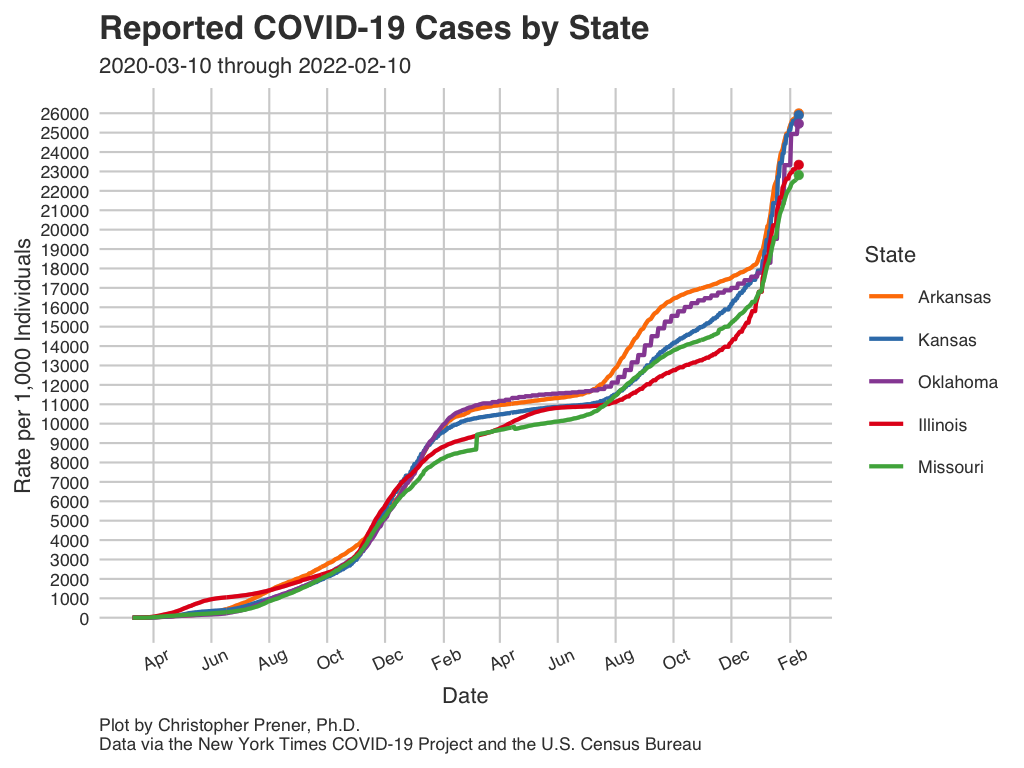 Reported COVID-19 Cases by State
2020-03-10 through 2022-02-10
Rate per 1,000 Individuals
26000
25000
24000
23000
22000
21000
20000
19000
18000
17000
16000
15000
14000
13000
12000
11000
10000
9000
8000
7000
6000
5000
4000
3000
2000
1000
0
Apr Jun Aug Oct Dec Feb Apr Jun Aug Oct Dec Feb
Date
State
Arkansas
Kansas
Oklahoma
Illinois
Missouri
Plot by Christopher Prener, Ph.D.
Data via the New York Times COVID-19 Project and the U.S. Census Bureau